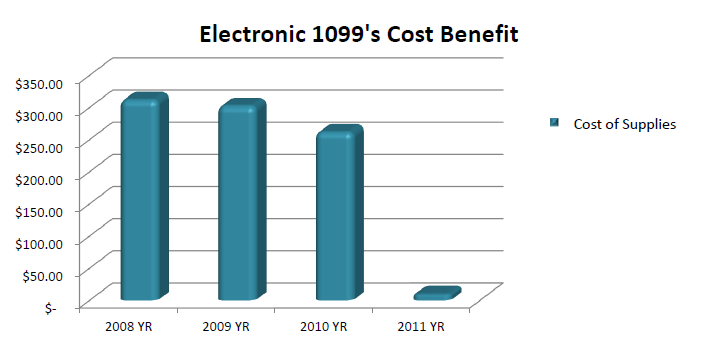 Electronic 1099's Cost Benefit
$350.00
$300.00
$250.00
$200.00
$150.00
$100.00
$50.00
$-
2008 YR 2009 YR 2010 YR 2011 YR
Cost of Supplies